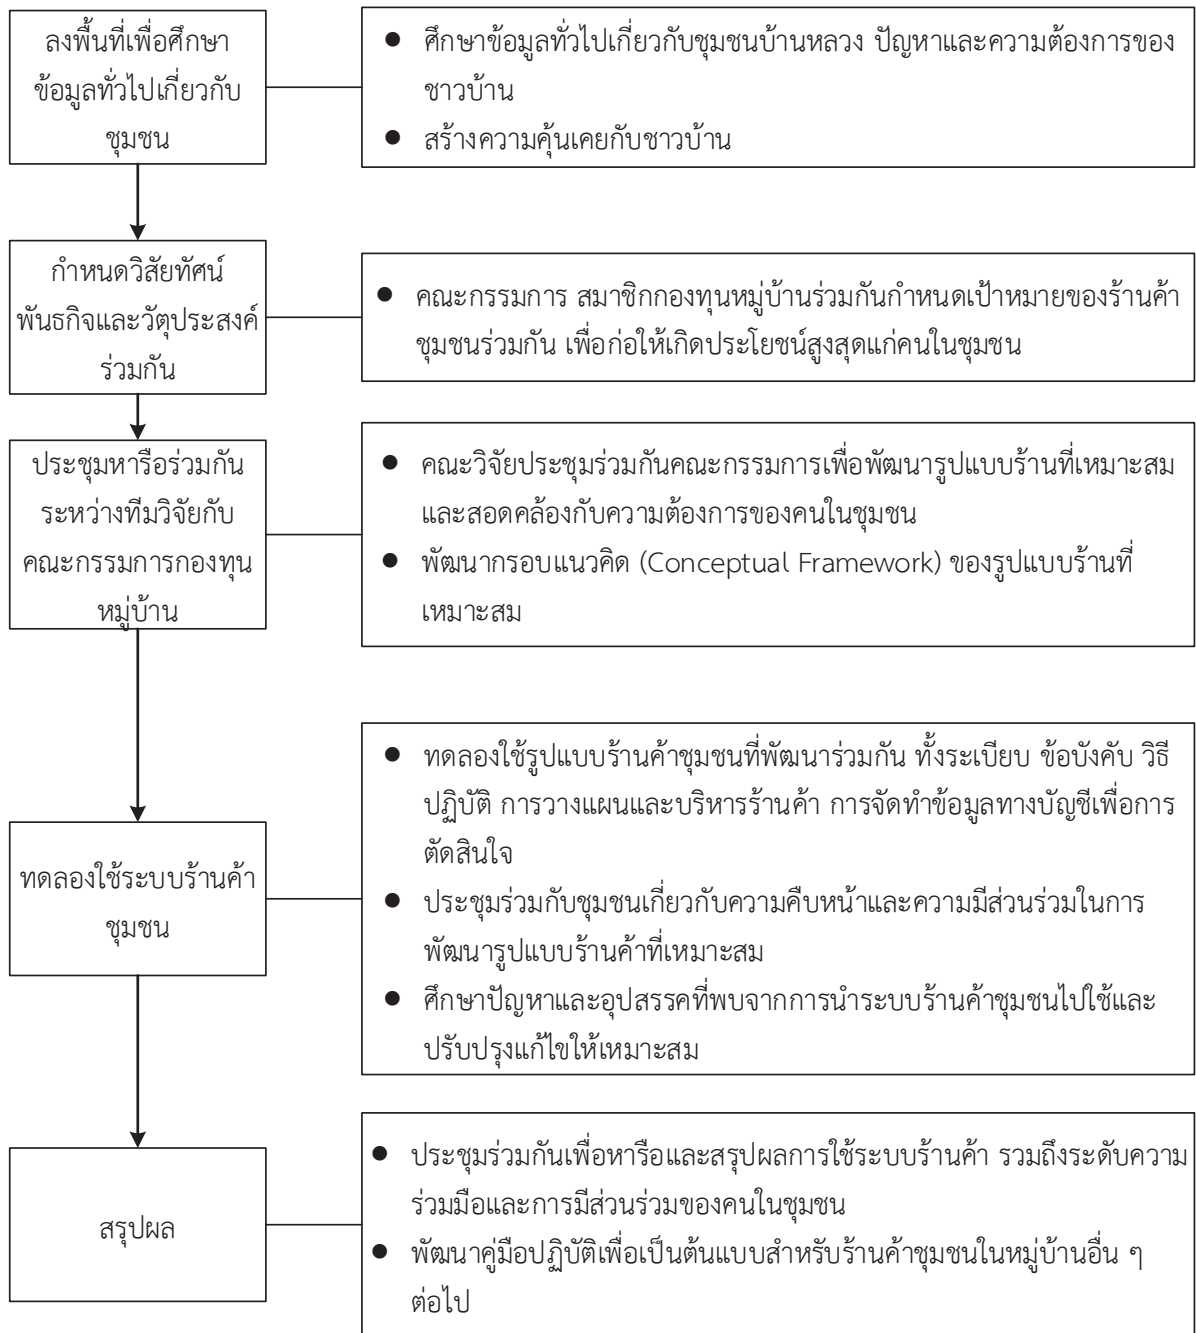 ลงพื้นที่เพื่อศึกษา
ข้อมูลทั่วไปเกี่ยวกับ
ชุมชน
● ศึกษาข้อมูลทั่วไปเกี่ยวกับชุมชนบ้านหลวง ปัญหาและความต้องการของ
ชาวบ้าน
● สร้างความคุ้นเคยกับชาวบ้าน
กำหนดวิสัยทัศน์
พันธกิจและวัตุประสงค์
ร่วมกัน
● คณะกรรมการ สมาชิกกองทุนหมู่บ้านร่วมกันกำหนดเป้าหมายของร้านค้า
ชุมชนร่วมกัน เพื่อก่อให้เกิดประโยชน์สูงสุดแก่คนในชุมชน
ประชุมหารือร่วมกัน
ระหว่างทีมวิจัยกับ
คณะกรรมการกองทุน
หมู่บ้าน
● คณะวิจัยประชุมร่วมกันคณะกรรมการเพื่อพัฒนารูปแบบร้านที่เหมาะสม
และสอดคล้องกับความต้องการของคนในชุมชน
● พัฒนากรอบแนวคิด (Conceptual Framework) ของรูปแบบร้านที่
เหมาะสม
ทดลองใช้ระบบร้านค้า
ชุมชน
● ทดลองใช้รูปแบบร้านค้าชุมชนที่พัฒนาร่วมกัน ทั้งระเบียบ ข้อบังคับ วิธี
ปฏิบัติ การวางแผนและบริหารร้านค้า การจัดทำข้อมูลทางบัญชีเพื่อการ
ตัดสินใจ
● ประชุมร่วมกับชุมชนเกี่ยวกับความคืบหน้าและความมีส่วนร่วมในการ
พัฒนารูปแบบร้านค้าที่เหมาะสม
● ศึกษาปัญหาและอุปสรรคที่พบจากการนำระบบร้านค้าชุมชนไปใช้และ
ปรับปรุงแก้ไขให้เหมาะสม
สรุปผล
● ประชุมร่วมกันเพื่อหารือและสรุปผลการใช้ระบบร้านค้า รวมถึงระดับความ
ร่วมมือและการมีส่วนร่วมของคนในชุมชน
● พัฒนาคู่มือปฏิบัติเพื่อเป็นต้นแบบสำหรับร้านค้าชุมชนในหมู่บ้านอื่น ๆ
ต่อไป